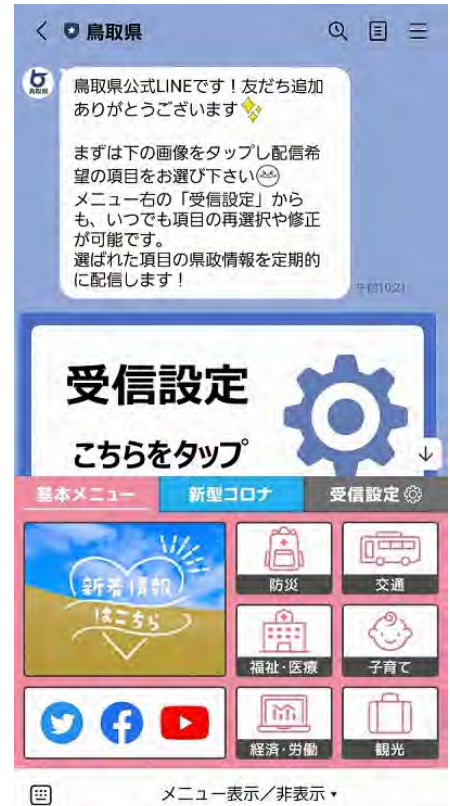 鳥取県
鳥取県
鳥取県公式LINEです！友だち追加
ありがとうございます
まずは下の画像をタップし配信希
望の項目をお選び下さい
メニュー右の「受信設定」から
も、いつでも項目の再選択や修正
が可能です。
選ばれた項目の県政情報を定期的
に配信します！
午前10:21
受信設定
こちらをタップ
基本メニュー
新型コロナ
受信設定
新着情報
はこちら
防災
交通
福祉・医療
子育て
経済・労働
観光
メニュー表示／非表示